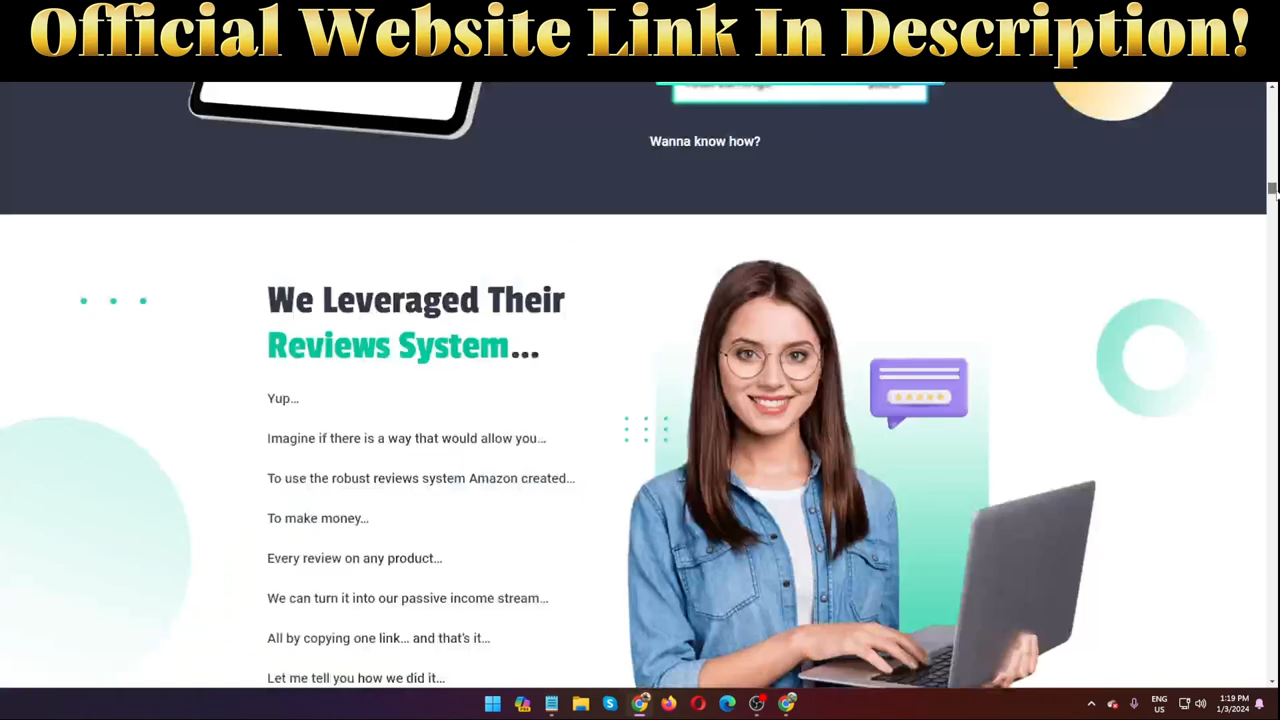 Official Website Link In Description!
Wanna know how?
We Leveraged Their
Reviews System...
Yup...
Imagine if there is a way that would allow you...
To use the robust reviews system Amazon created...
To make money...
Every review on any product...
We can turn it into our passive income stream...
All by copying one link... and that's it...
Let me tell you how we did it...
ENG
US
1:19 PM
1/3/2024